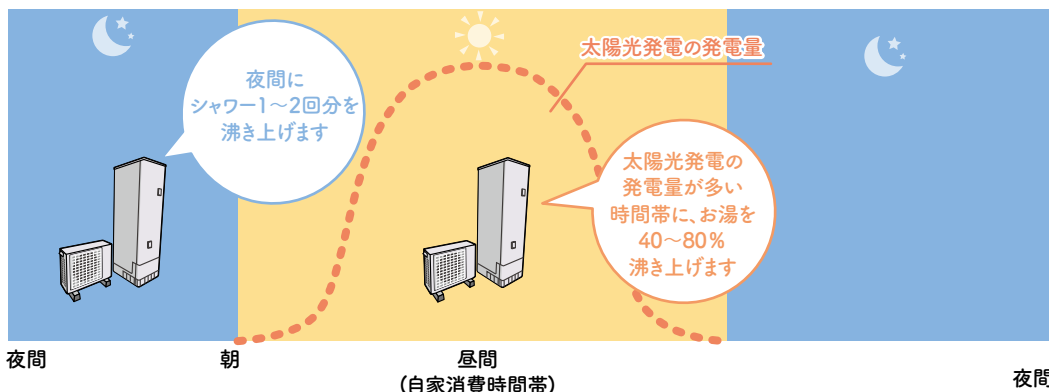 太陽光発電の発電量
夜間に
シャワー1〜2回分を
沸き上げます
太陽光発電の
発電量が多い
時間帯に、お湯を
40〜80%
沸き上げます
夜間
朝
昼間
(自家消費時間帯)
夜間